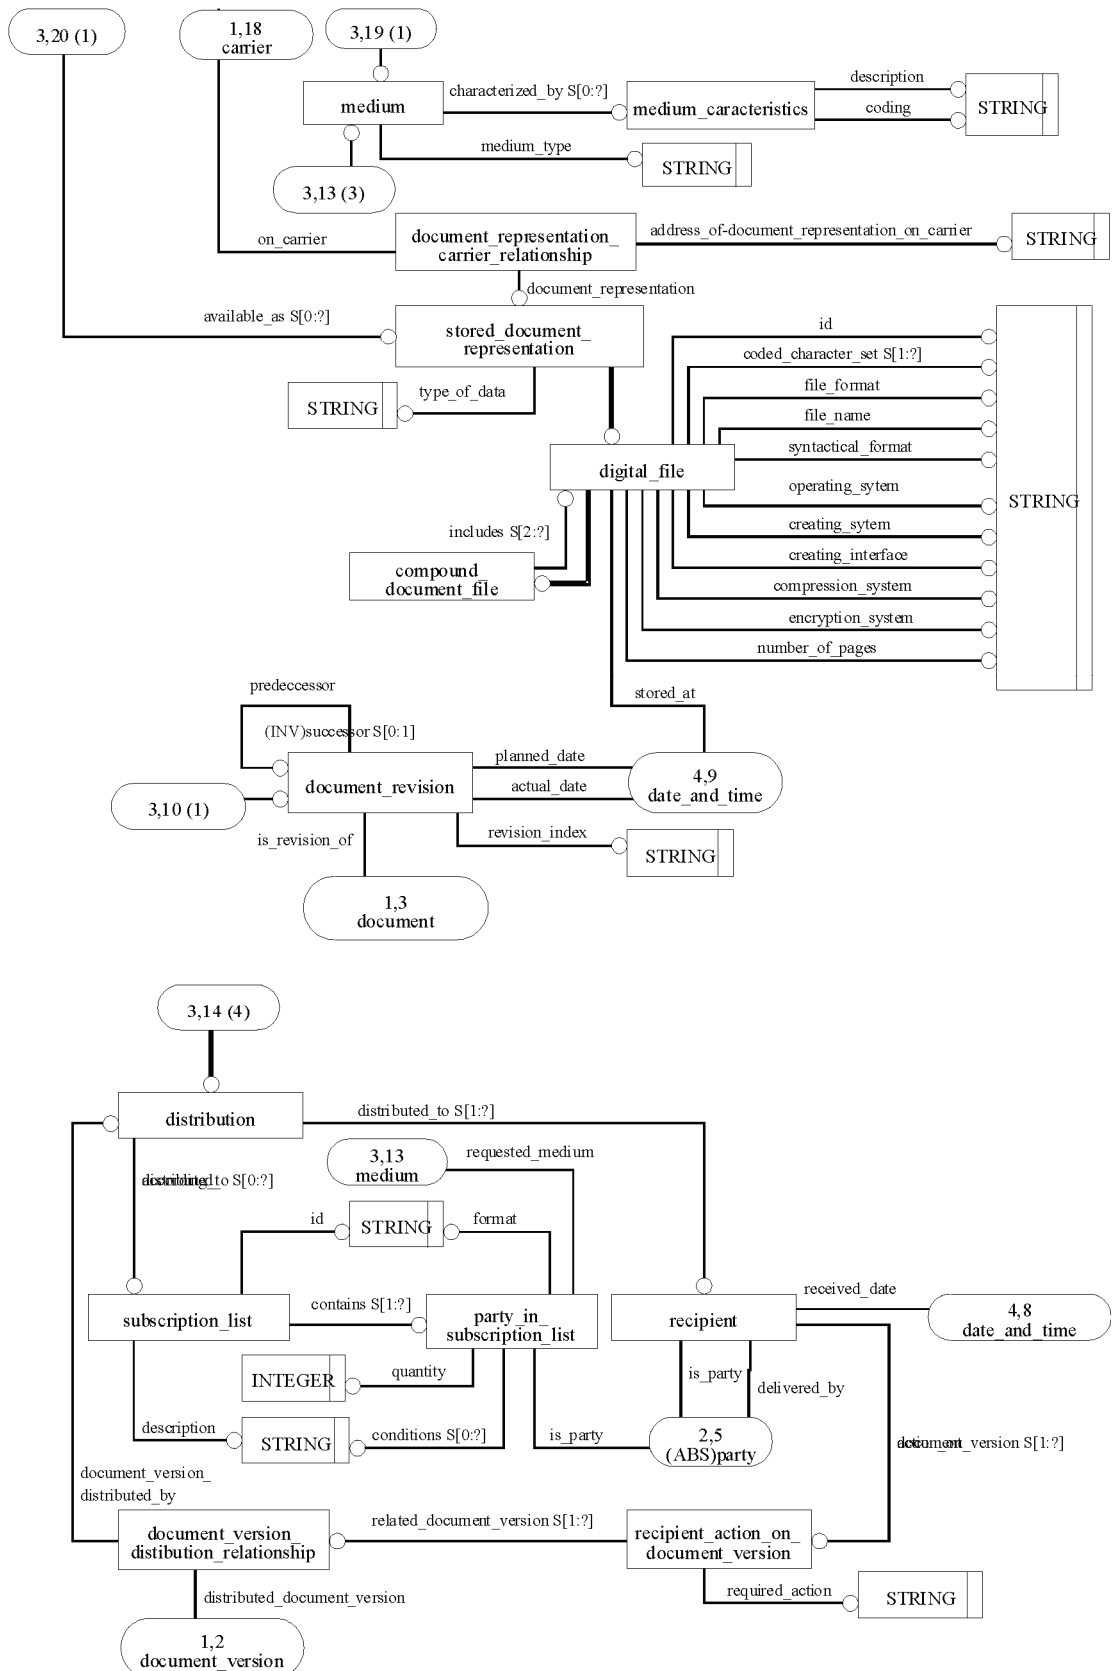 3,20 (1)
1,18
carrier
3,19 (1)
medium
characterized_by S[0:?]
medium_caracteristics
description
coding
STRING
medium_type
STRING
3,13 (3)
on_carrier
document_representation_
carrier_relationship
address_of-document_representation_on_carrier
STRING
document_representation
available_as S[0:?]
stored_document_
representation
STRING
type_of_data
id
coded_character_set S[1:?]
file_format
file_name
syntactical_format
digital_file
operating_sytem
STRING
creating_sytem
creating_interface
compression_system
encryption_system
number_of_pages
includes S[2:?]
compound_
document_file
stored_at
predeccessor
(INV)successor S[0:1]
document_revision
planned_date
actual_date
4,9
date_and_time
3,10 (1)
is_revision_of
revision_index
STRING
1,3
document
3,14 (4)
distribution
distributed_to S[1:?]
3,13
medium
requested_medium
to S[0:?]
id
STRING
format
received_date
4,8
date_and_time
subscription_list
contains S[1:?]
party_in_
subscription_list
recipient
INTEGER
quantity
is_party
delivered_by
description
STRING
conditions S[0:?]
is_party
2,5
(ABS)party
document_version S[1:?]
document_version_
distributed_by
document_version_
distibution_relationship
related_document_version S[1:?]
recipient_action_on_
document_version
required_action
STRING
distributed_document_version
1,2
document_version